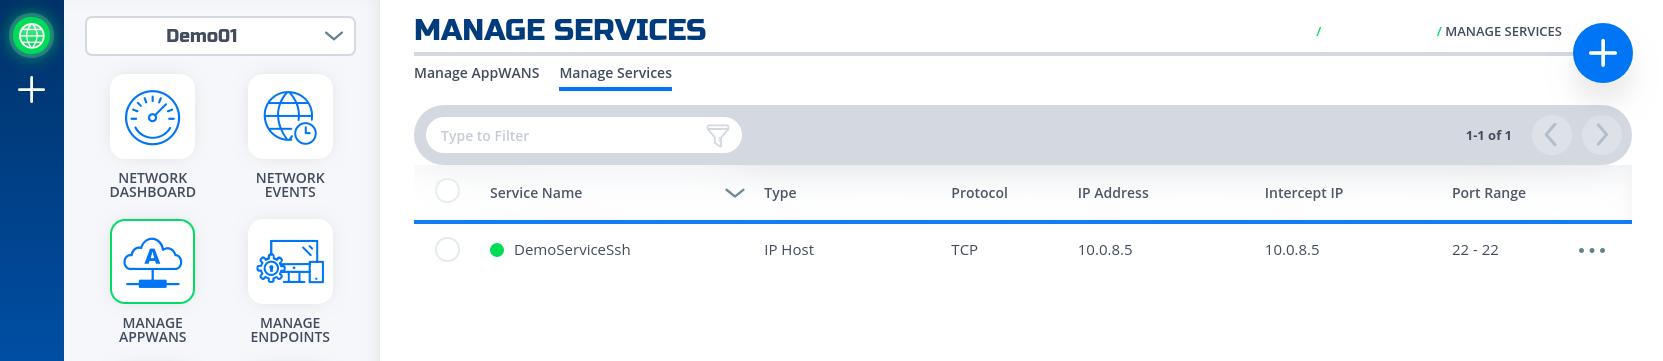 Demo01
NETWORK
DASHBOARD
NETWORK
EVENTS
A
MANAGE
APPWANS
MANAGE
ENDPOINTS
MANAGE SERVICES
/ / MANAGE SERVICES
Manage AppWANS Manage Services
Type to Filter
1-1 of 1
Service Name Type Protocol IP Address Intercept IP Port Range
DemoServiceSsh IP Host TCP 10.0.8.5 10.0.8.5 22 - 22